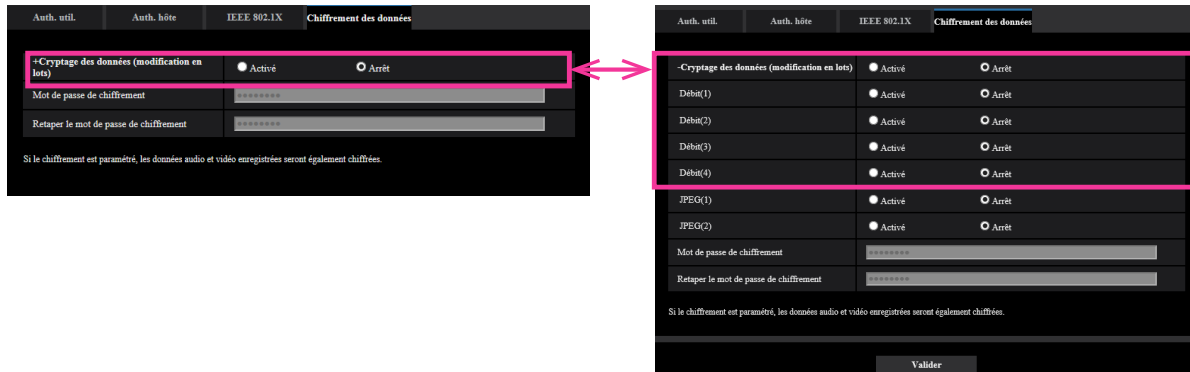 Auth. util. Auth. hôte IEEE 802.1X Chiffrement des données
+Cryptage des données (modification en
lots) Activé Arrêt
Mot de passe de chiffrement ••••••••
Retaper le mot de passe de chiffrement ••••••••
Si le chiffrement est paramétré, les données audio et vidéo enregistrées seront également chiffrées.
Auth. util. Auth. hôte IEEE 802.1X Chiffrement des données
-Cryptage des données (modification en lots) Activé Arrêt
Débit(1) Activé Arrêt
Débit(2) Activé Arrêt
Débit(3) Activé Arrêt
Débit(4) Activé Arrêt
JPEG(1) Activé Arrêt
JPEG(2) Activé Arrêt
Mot de passe de chiffrement ••••••••
Retaper le mot de passe de chiffrement ••••••••
Si le chiffrement est paramétré, les données audio et vidéo enregistrées seront également chiffrées.
Valider